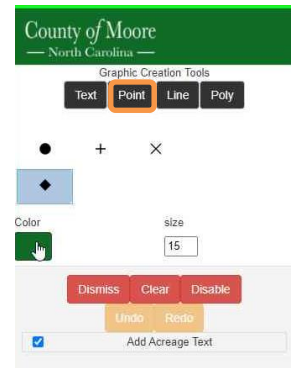 County of Moore
— North Carolina —
Graphic Creation Tools
Text Point Line Poly
Color size
15
Dismiss Clear Disable
Undo Redo
Add Acreage Text